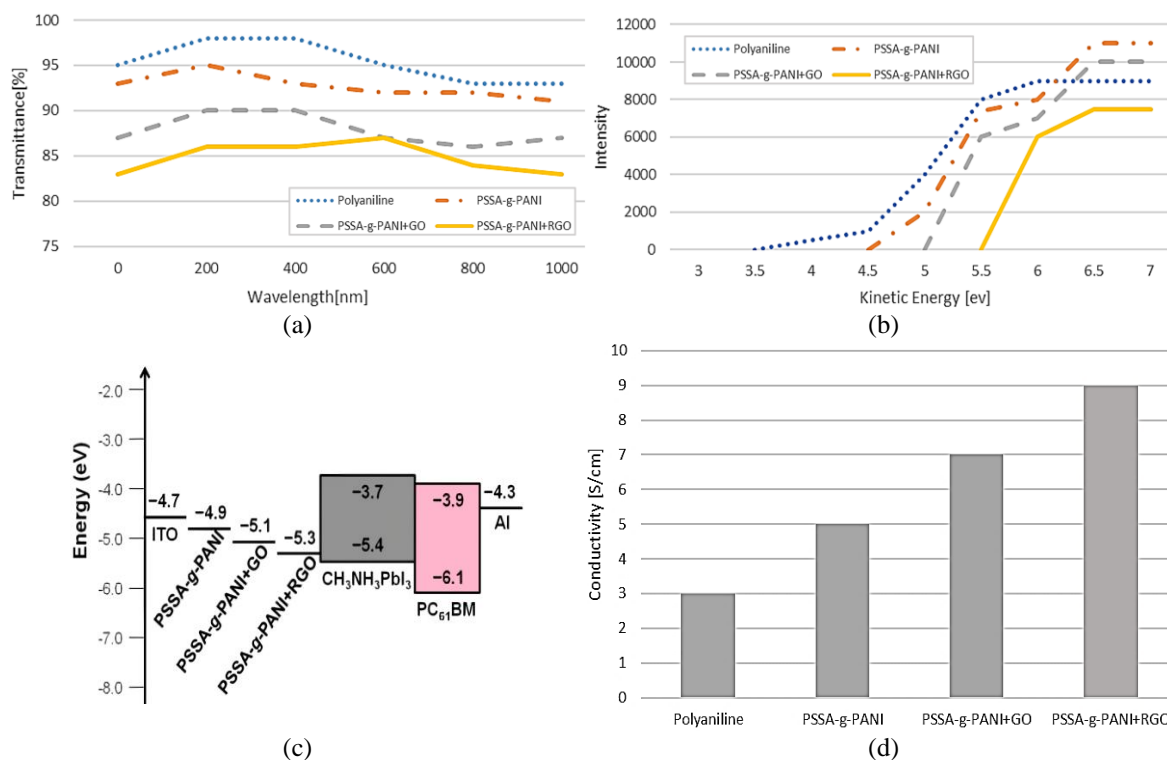 100
95
90
85
80
75
Transmittance[%]
Polyaniline
PSSA-g-PANI
PSSA-g-PANI+GO
PSSA-g-PANI+RGO
0 200 400 600 800 1000
Wavelength[nm]
(a)
12000
10000
8000
6000
4000
2000
0
Intensity
Polyaniline
PSSA-g-PANI
PSSA-g-PANI+GO
PSSA-g-PANI+RGO
3 3.5 4 4.5 5 5.5 6 6.5 7
Kinetic Energy [ev]
(b)
-2.0
-3.0
-4.0
-5.0
-6.0
-7.0
-8.0
Energy (eV)
−4.7
ITO
−4.9
PSSA-g-PANI
−5.1
PSSA-g-PANI+GO
−5.3
PSSA-g-PANI+RGO
−3.7
−5.4
CH₃NH₃PbI₃
−3.9
−6.1
PC₆₁BM
−4.3
Al
(c)
10
9
8
7
6
5
4
3
2
1
0
Conductivity [S/cm]
Polyaniline PSSA-g-PANI PSSA-g-PANI+GO PSSA-g-PANI+RGO
(d)